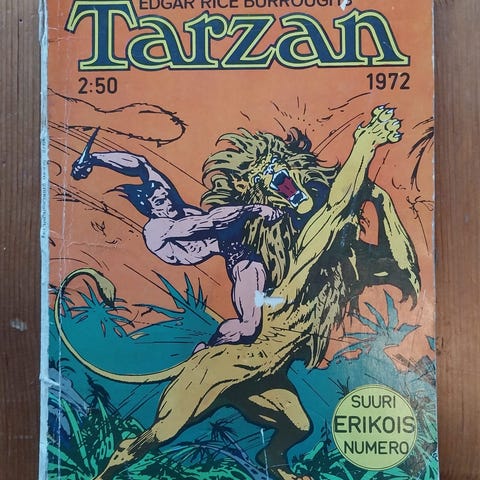 EDGAR RICE BURROUGHS
Tarzan
2:50
1972
SUURI
ERIKOIS
NUMERO